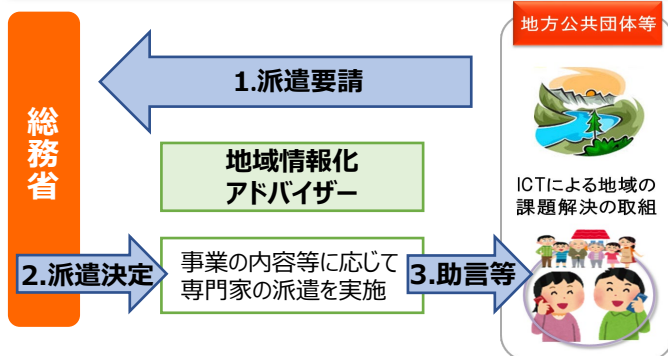 地方公共団体等
1.派遣要請
総務省
地域情報化
アドバイザー
ICTによる地域の
課題解決の取組
2.派遣決定
事業の内容等に応じて
専門家の派遣を実施
3.助言等